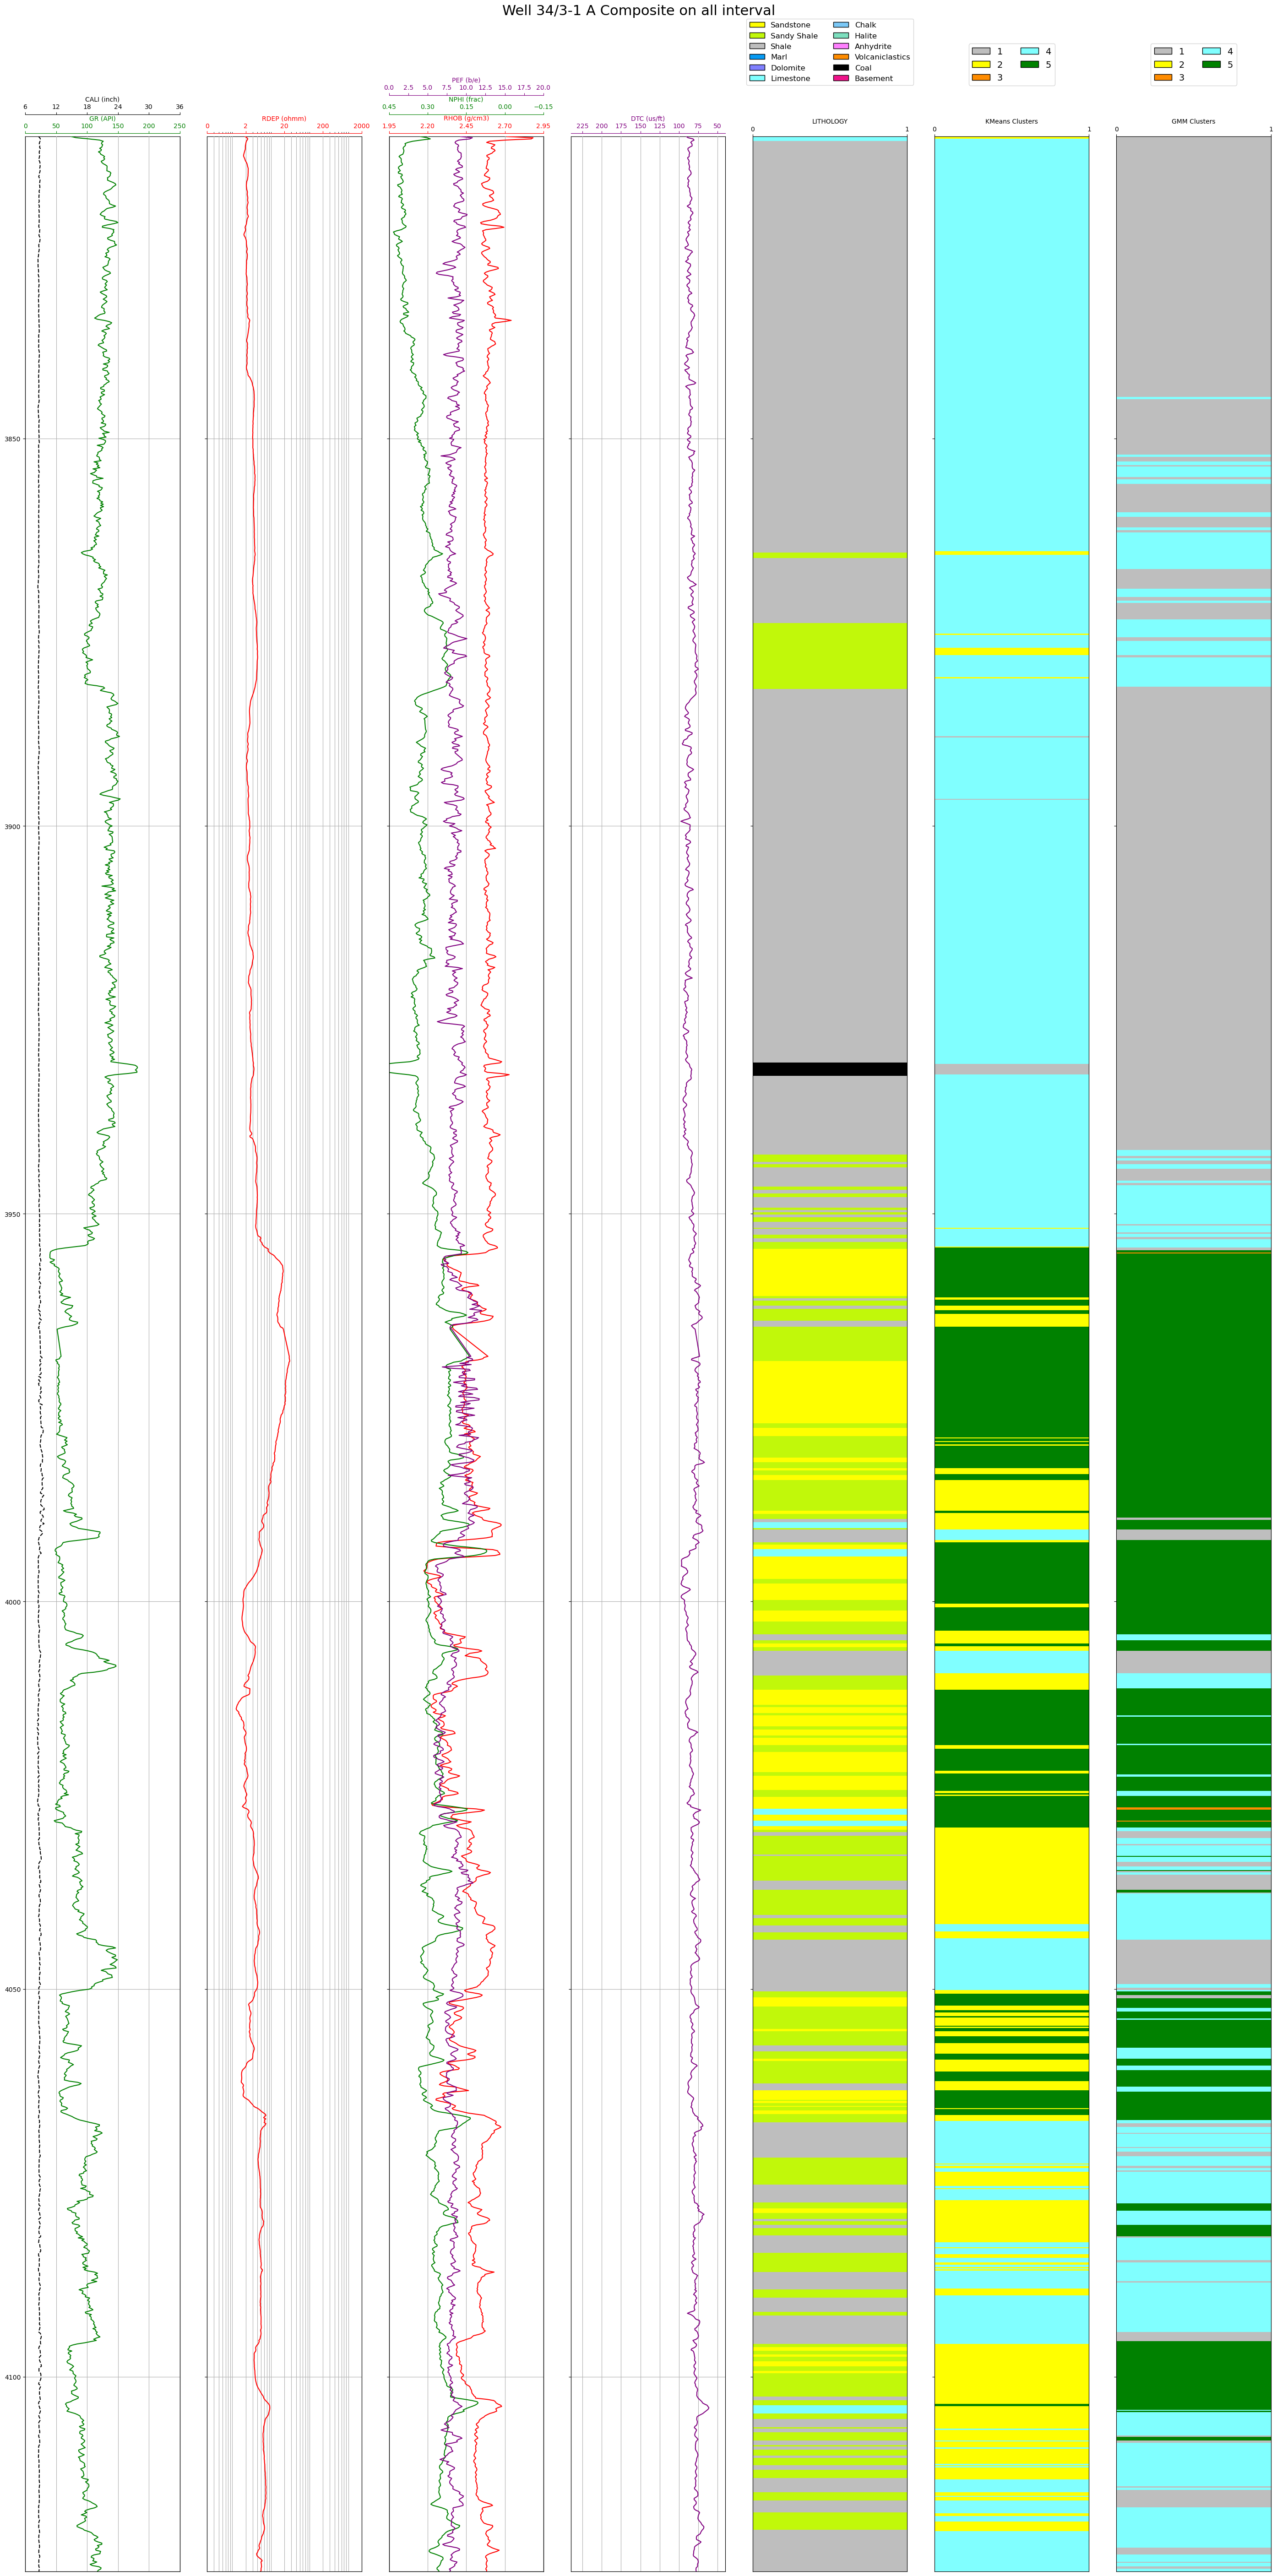 Well 34/3-1 A Composite on all interval
Sandstone Chalk
Sandy Shale Halite
Shale Anhydrite
Marl Volcaniclastics
Dolomite Coal
Limestone Basement
1 4
2 5
3
1 4
2 5
3
PEF (b/e)
0.0 2.5 5.0 7.5 10.0 12.5 15.0 17.5 20.0
CALI (inch)
6 12 18 24 30 36
NPHI (frac)
0.45 0.30 0.15 0.00 −0.15
GR (API)
0 50 100 150 200 250
RDEP (ohmm)
0 2 20 200 2000
RHOB (g/cm3)
1.95 2.20 2.45 2.70 2.95
DTC (us/ft)
225 200 175 150 125 100 75 50
LITHOLOGY
0 1
KMeans Clusters
0 1
GMM Clusters
0 1
3850
3900
3950
4000
4050
4100